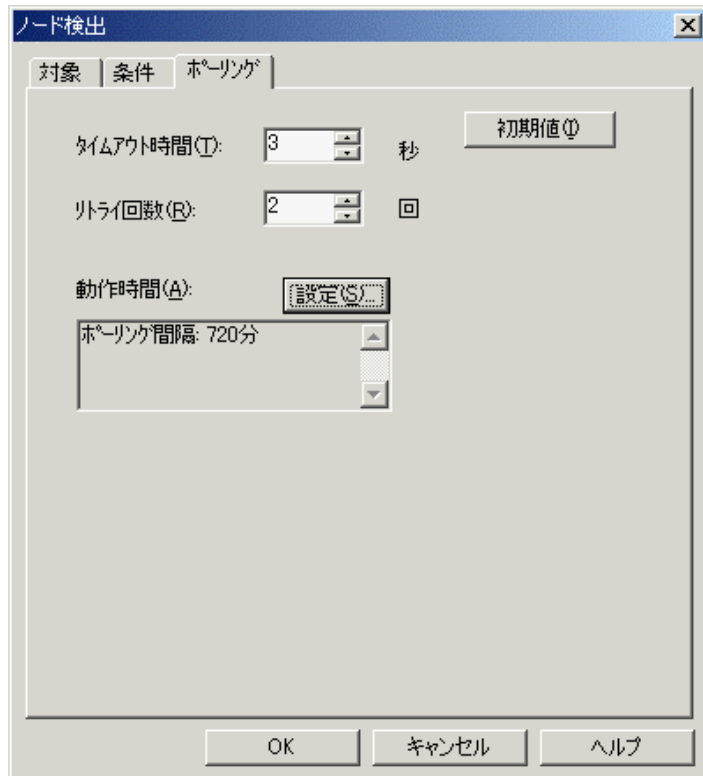 ノード検出
対象 条件 ﾎﾟｰﾘﾝｸﾞ
ﾀｲﾑｱｳﾄ時間(T): 3 秒 初期値(I)
ﾘﾄﾗｲ回数(R): 2 回
動作時間(A): 設定(S)...
ﾎﾟｰﾘﾝｸﾞ間隔: 720分
OK キャンセル ヘルプ